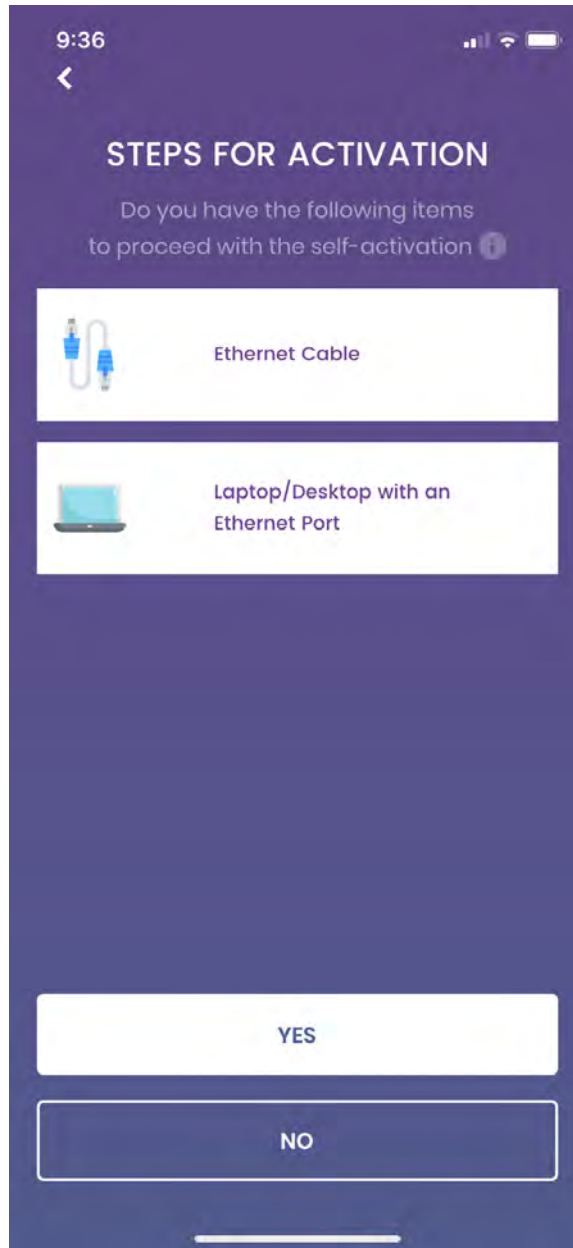 9:36
STEPS FOR ACTIVATION
Do you have the following items
to proceed with the self-activation
Ethernet Cable
Laptop/Desktop with an
Ethernet Port
YES
NO